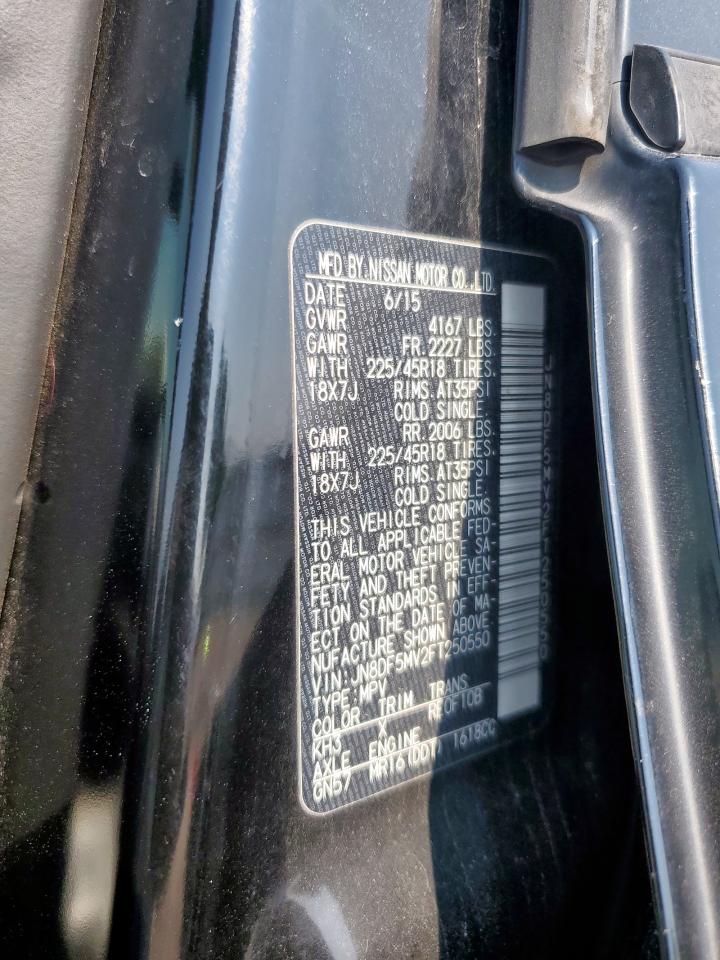 MFD BY NISSAN MOTOR CO.,LTD.
DATE 6/15
GVWR 4167 LBS.
GAWR FR. 2227 LBS.
WITH 225/45R18 TIRES.
18X7J RIMS. AT35PSI
COLD SINGLE.
GAWR RR. 2006 LBS.
WITH 225/45R18 TIRES.
18X7J RIMS. AT35PSI
COLD SINGLE.
THIS VEHICLE CONFORMS
TO ALL APPLICABLE FED-
ERAL MOTOR VEHICLE SA-
FETY AND THEFT PREVEN-
TION STANDARDS IN EFF-
ECT ON THE DATE OF MA-
NUFACTURE SHOWN ABOVE.
VIN: JN8DF5MV2FT250550
TYPE: MPV
COLOR TRIM TRANS
KH3 X RE0F10B
AXLE ENGINE
GN57 MR16(DDT) 1618CC
JN8DF5MV2FT250550